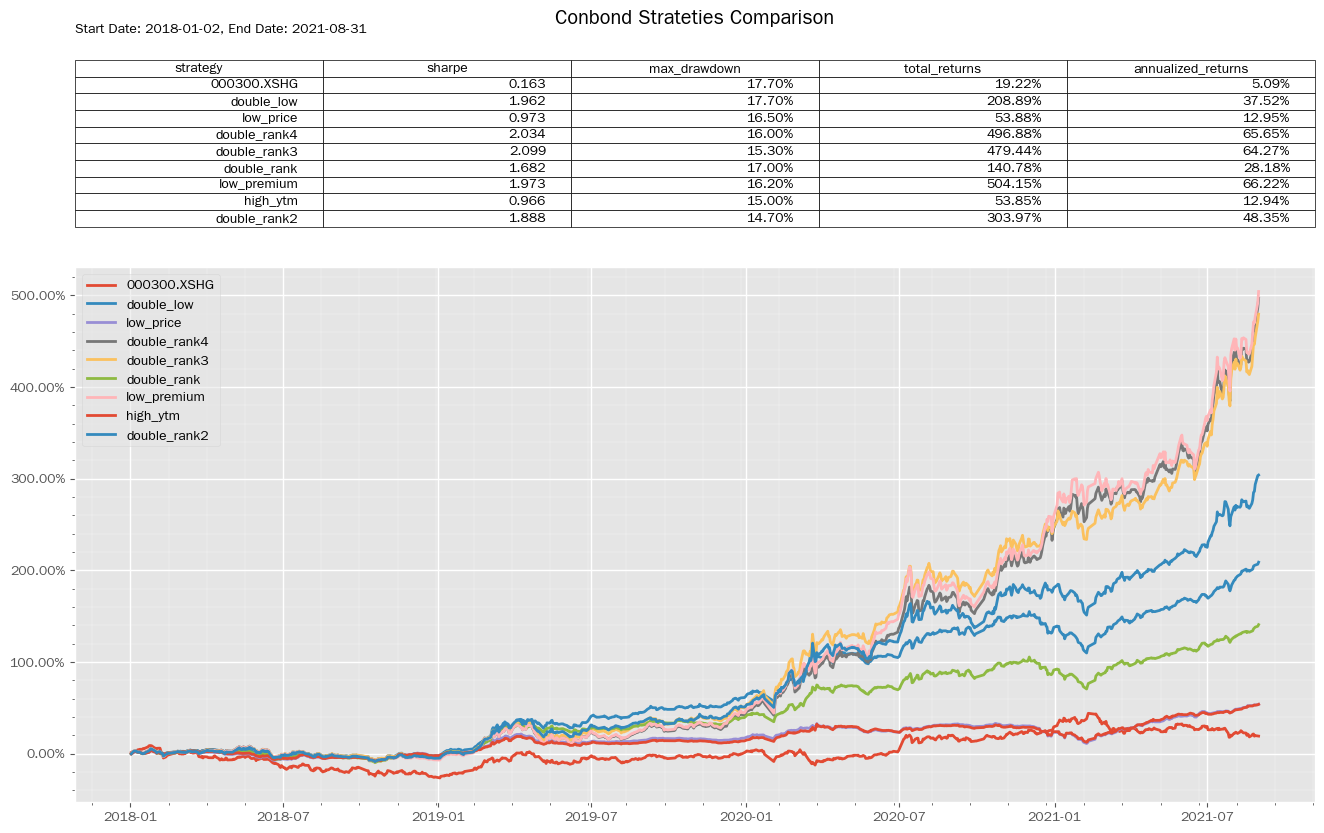 Conbond Strateties Comparison
Start Date: 2018-01-02, End Date: 2021-08-31
strategy sharpe max_drawdown total_returns annualized_returns
000300.XSHG 0.163 17.70% 19.22% 5.09%
double_low 1.962 17.70% 208.89% 37.52%
low_price 0.973 16.50% 53.88% 12.95%
double_rank4 2.034 16.00% 496.88% 65.65%
double_rank3 2.099 15.30% 479.44% 64.27%
double_rank 1.682 17.00% 140.78% 28.18%
low_premium 1.973 16.20% 504.15% 66.22%
high_ytm 0.966 15.00% 53.85% 12.94%
double_rank2 1.888 14.70% 303.97% 48.35%
000300.XSHG
double_low
low_price
double_rank4
double_rank3
double_rank
low_premium
high_ytm
double_rank2
500.00%
400.00%
300.00%
200.00%
100.00%
0.00%
2018-01 2018-07 2019-01 2019-07 2020-01 2020-07 2021-01 2021-07